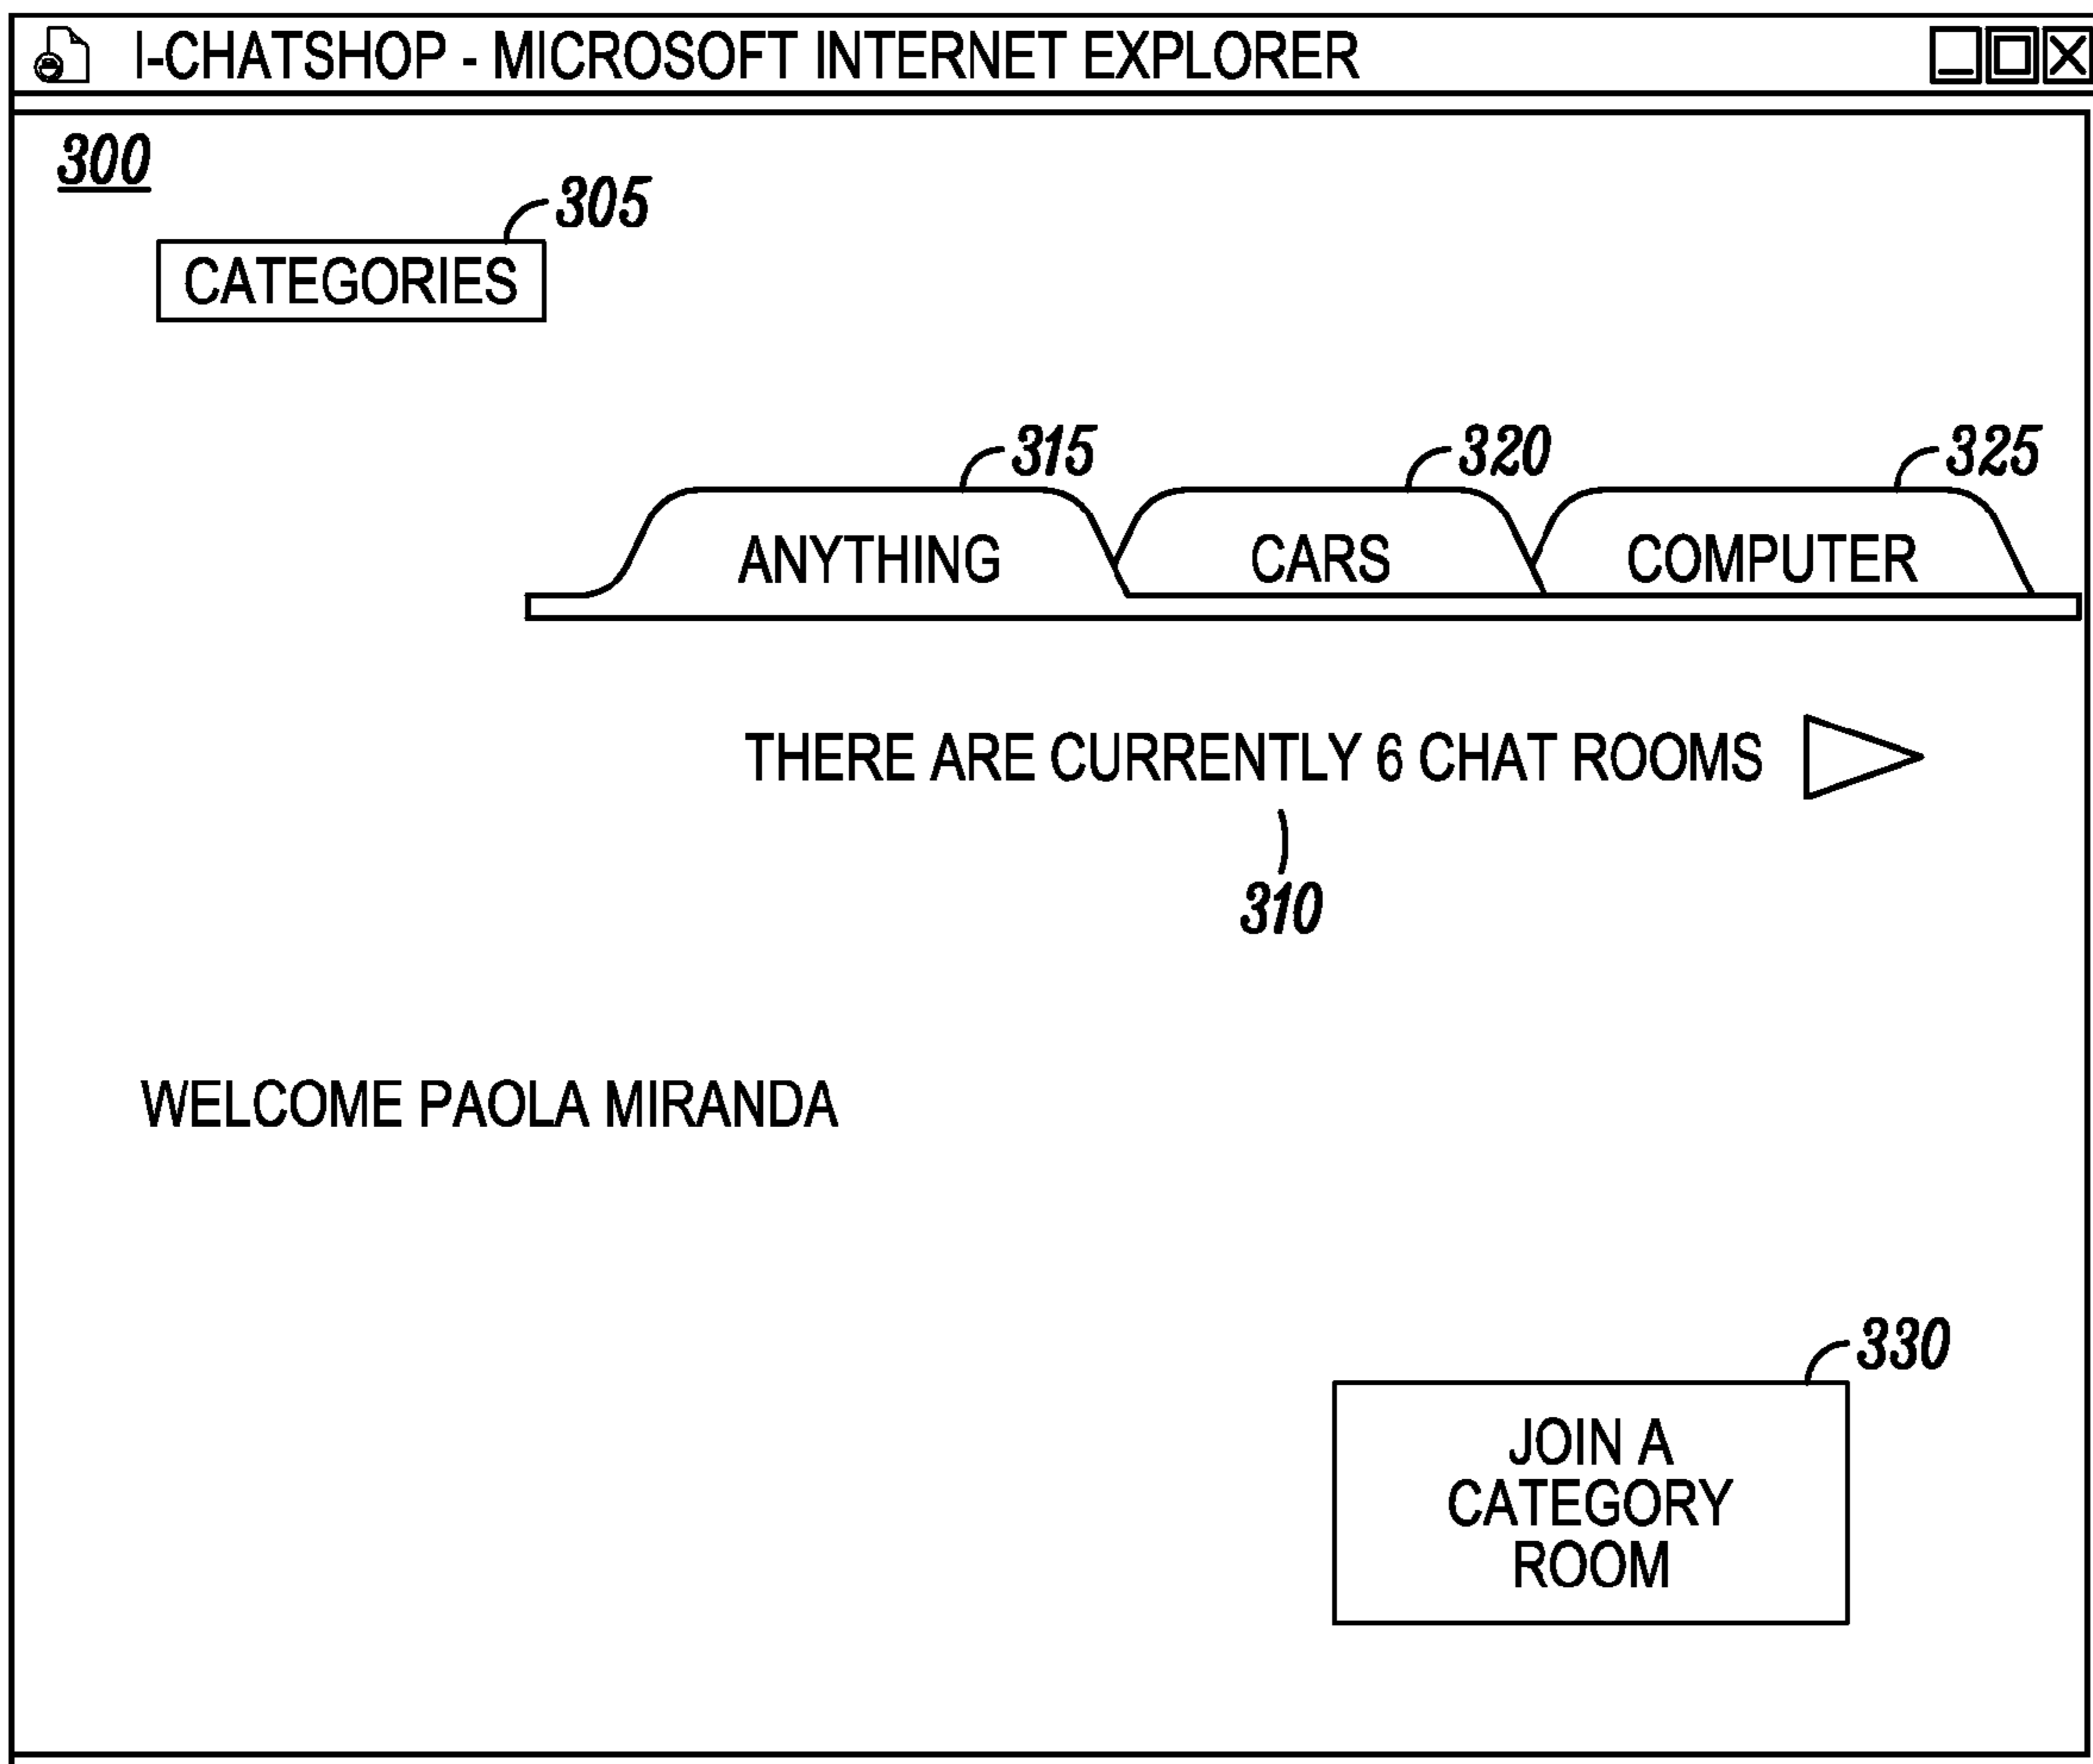 I-CHATSHOP - MICROSOFT INTERNET EXPLORER
300
305
CATEGORIES
315 320 325
ANYTHING CARS COMPUTER
THERE ARE CURRENTLY 6 CHAT ROOMS
310
WELCOME PAOLA MIRANDA
330
JOIN A
CATEGORY
ROOM